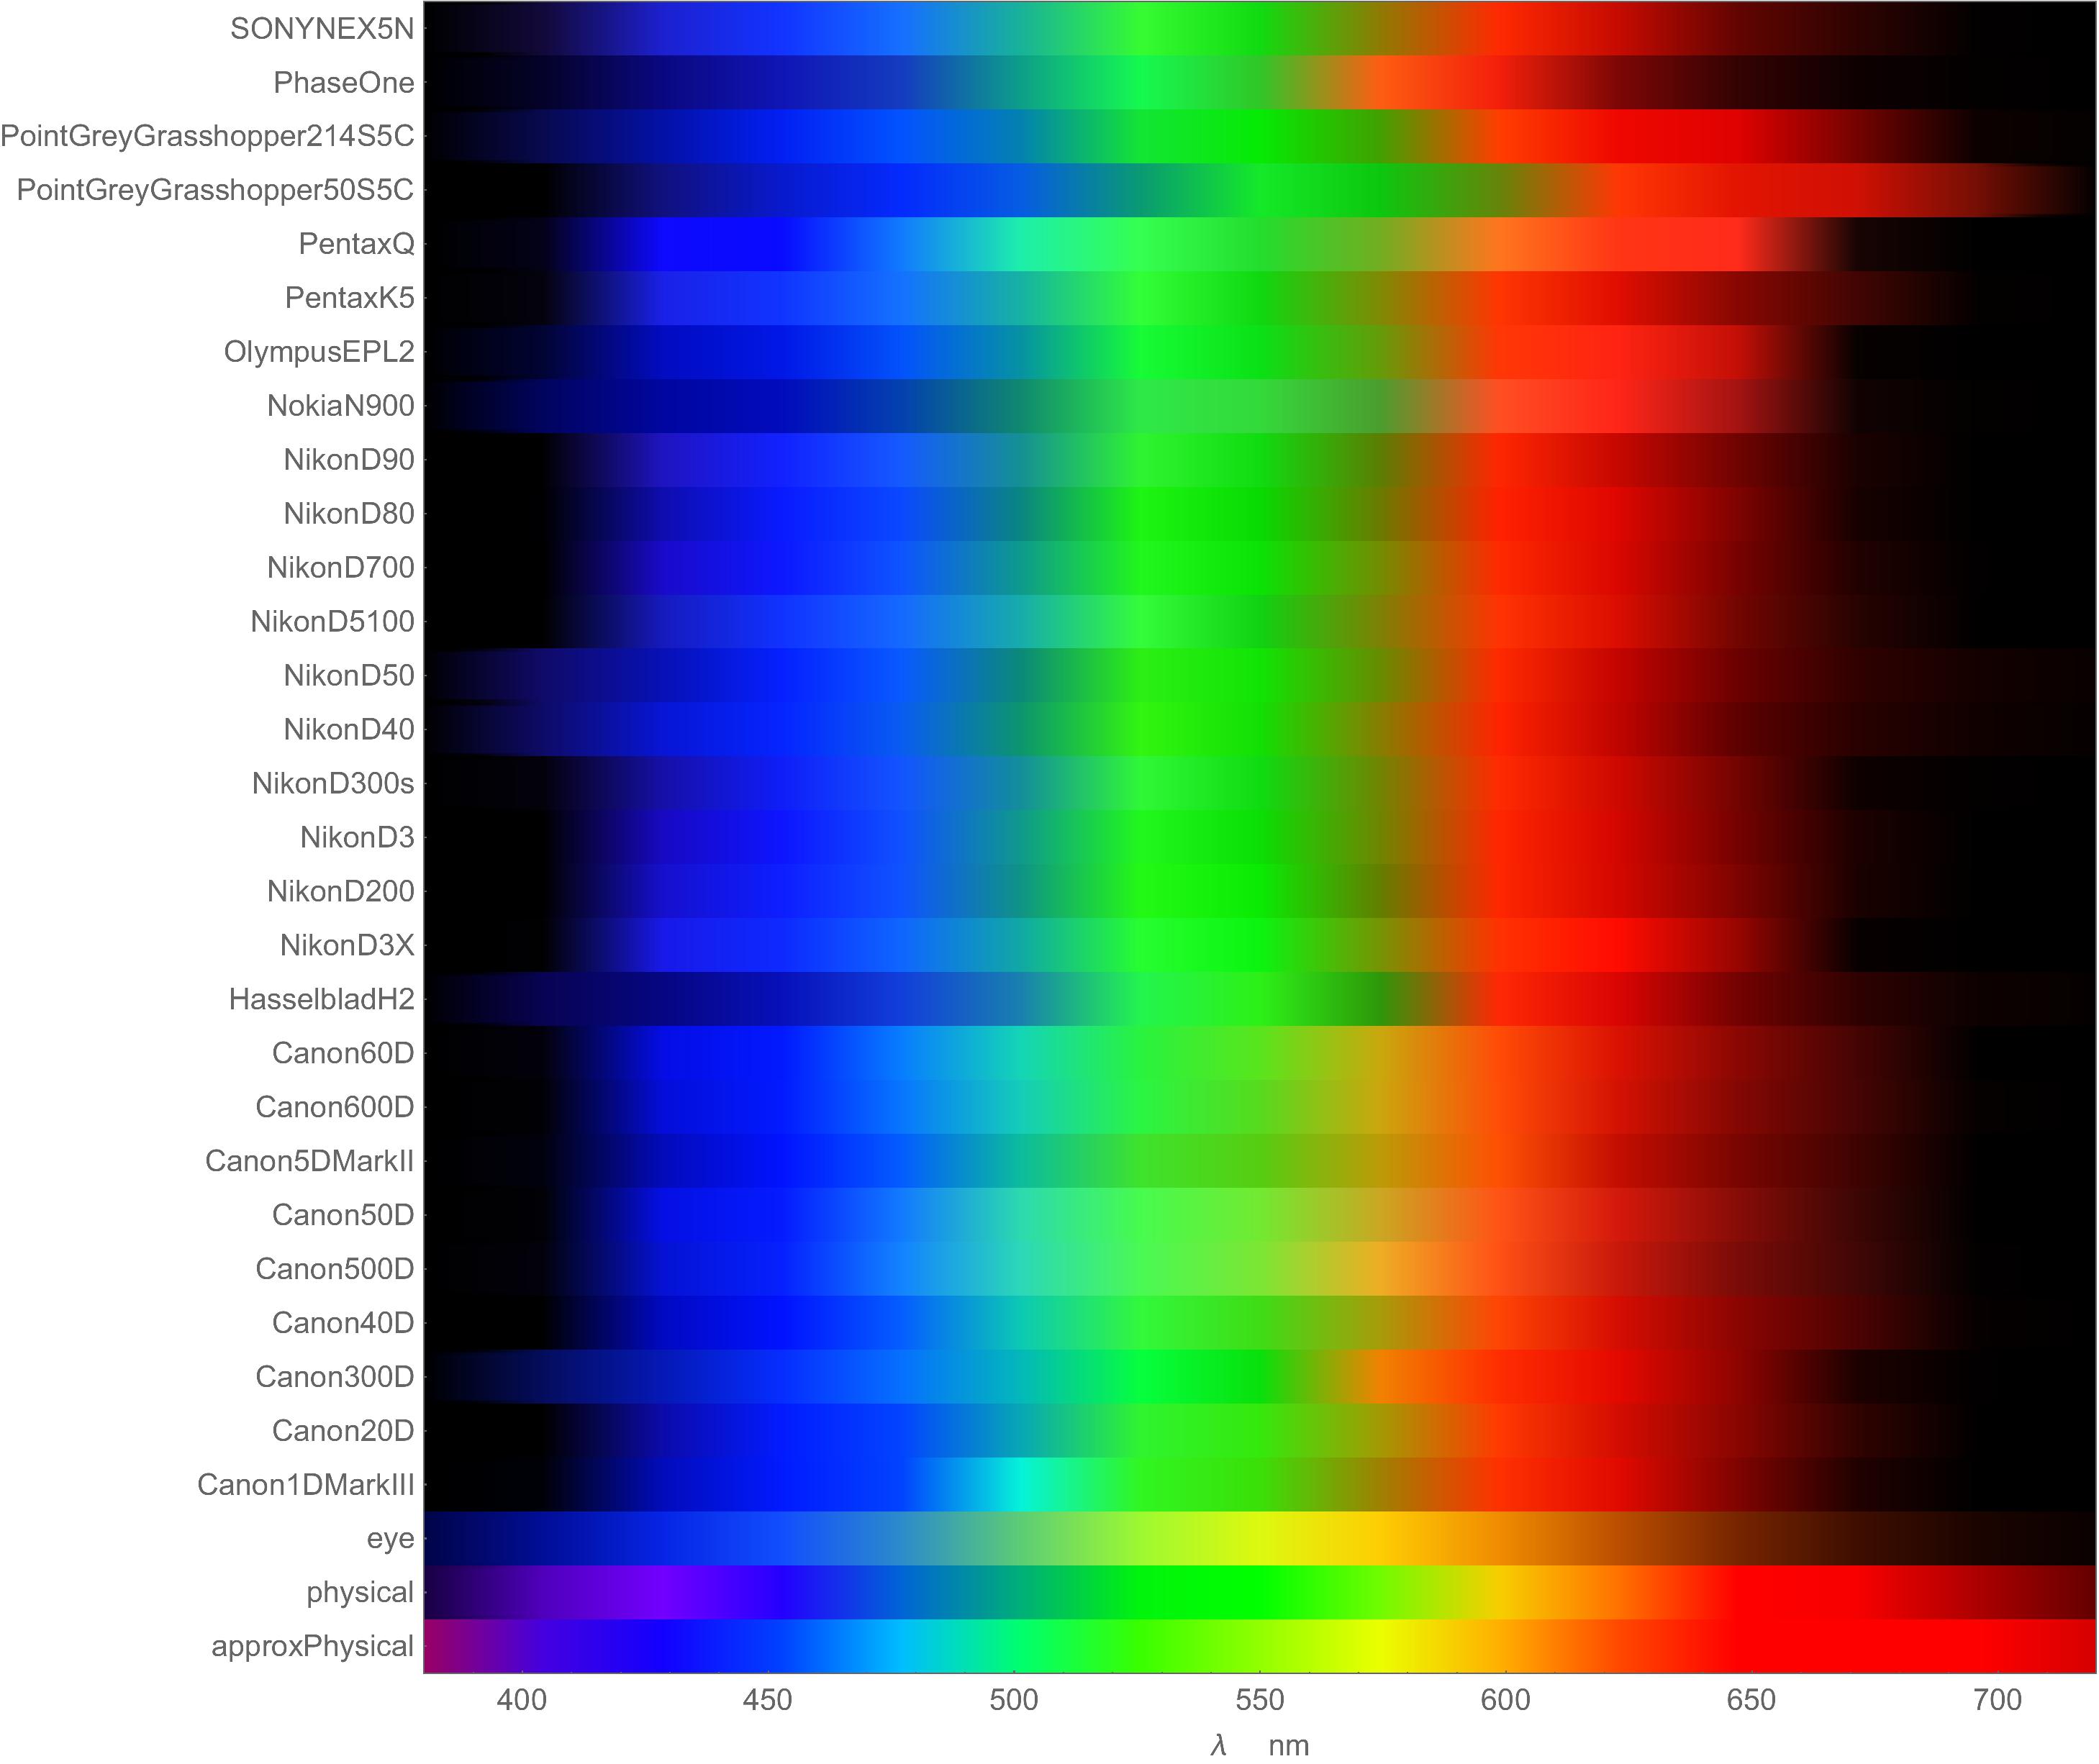 SONYNEX5N
PhaseOne
PointGreyGrasshopper214S5C
PointGreyGrasshopper50S5C
PentaxQ
PentaxK5
OlympusEPL2
NokiaN900
NikonD90
NikonD80
NikonD700
NikonD5100
NikonD50
NikonD40
NikonD300s
NikonD3
NikonD200
NikonD3X
HasselbladH2
Canon60D
Canon600D
Canon5DMarkII
Canon50D
Canon500D
Canon40D
Canon300D
Canon20D
Canon1DMarkIII
eye
physical
approxPhysical
400 450 500 550 600 650 700
λ nm